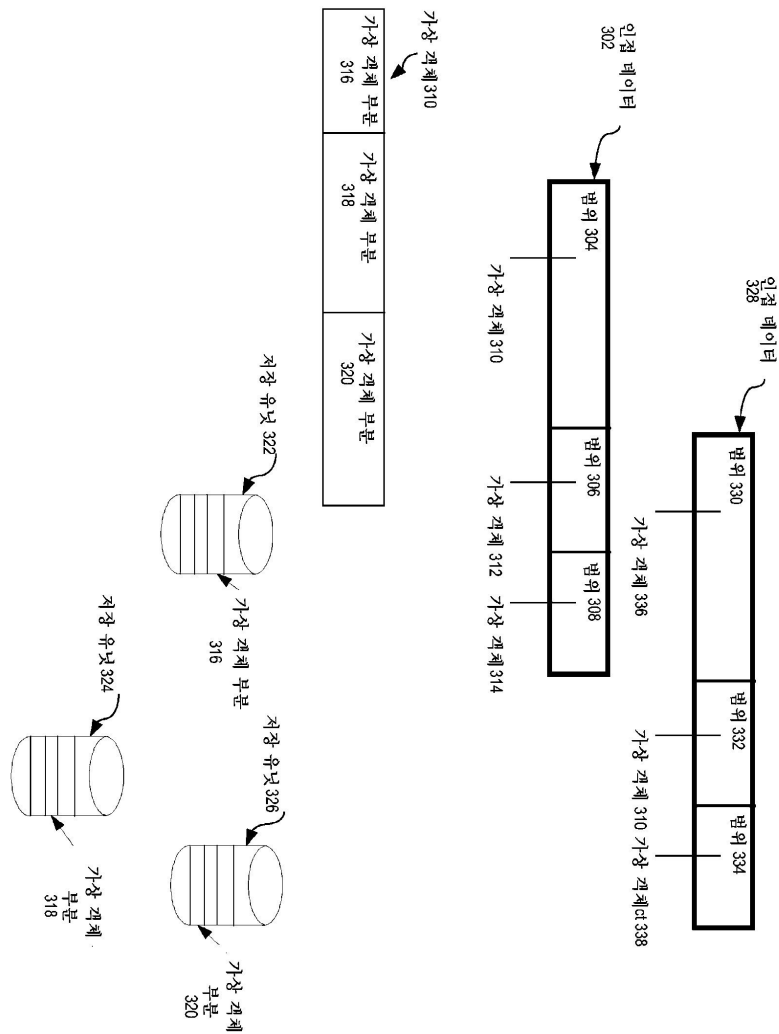 인접 데이터
328
범위 330
범위
332
범위
334
가상 객체 336
가상 객체 310
가상 객체ct 338
인접 데이터
302
범위 304
범위
306
범위
308
가상 객체 310
가상 객체 312
가상 객체 314
가상 객체310
가상 객체 부분
316
가상 객체 부분
318
가상 객체 부분
320
저장 유닛 322
가상 객체 부분
316
저장 유닛 326
가상 객체
부분
320
저장 유닛 324
가상 객체
부분
318